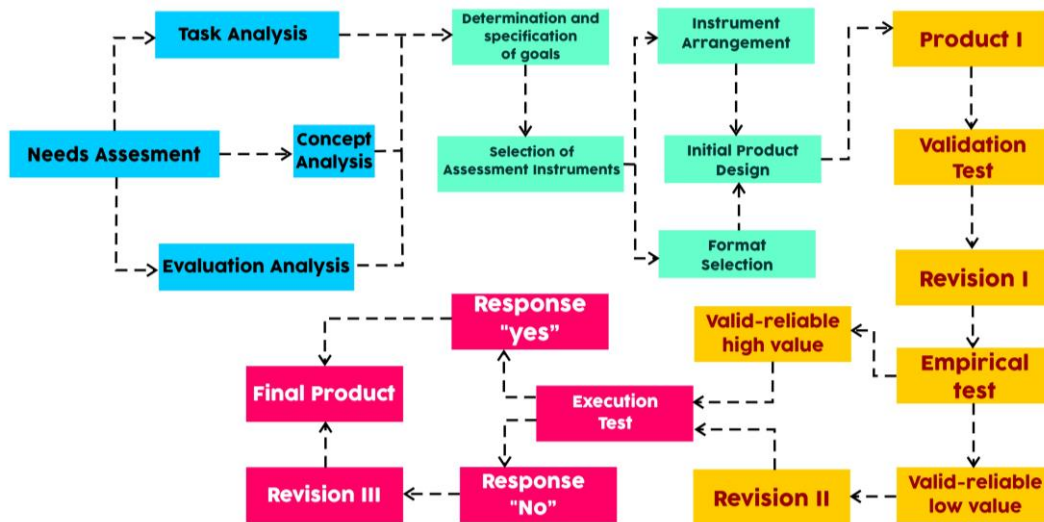 Task Analysis
Needs Assesment
Concept
Analysis
Evaluation Analysis
Determination and
specification
of goals
Selection of
Assessment Instruments
Instrument
Arrangement
Initial Product
Design
Format
Selection
Product I
Validation
Test
Revision I
Empirical
test
Valid-reliable
high value
Valid-reliable
low value
Revision II
Execution
Test
Response
"yes"
Response
"No"
Revision III
Final Product